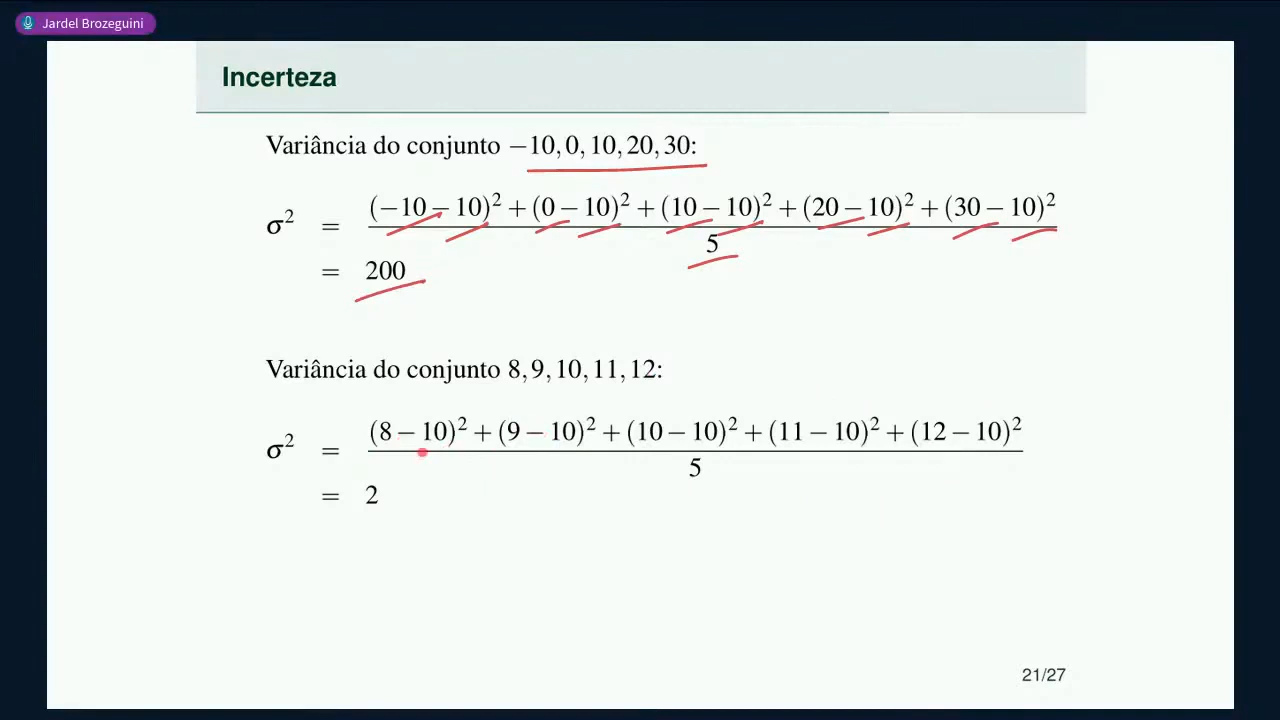 Jardel Brozeguini
Incerteza
Variância do conjunto −10, 0, 10, 20, 30:
σ² = (−10 − 10)² + (0 − 10)² + (10 − 10)² + (20 − 10)² + (30 − 10)²
5
= 200
Variância do conjunto 8, 9, 10, 11, 12:
σ² = (8 − 10)² + (9 − 10)² + (10 − 10)² + (11 − 10)² + (12 − 10)²
5
= 2
21/27